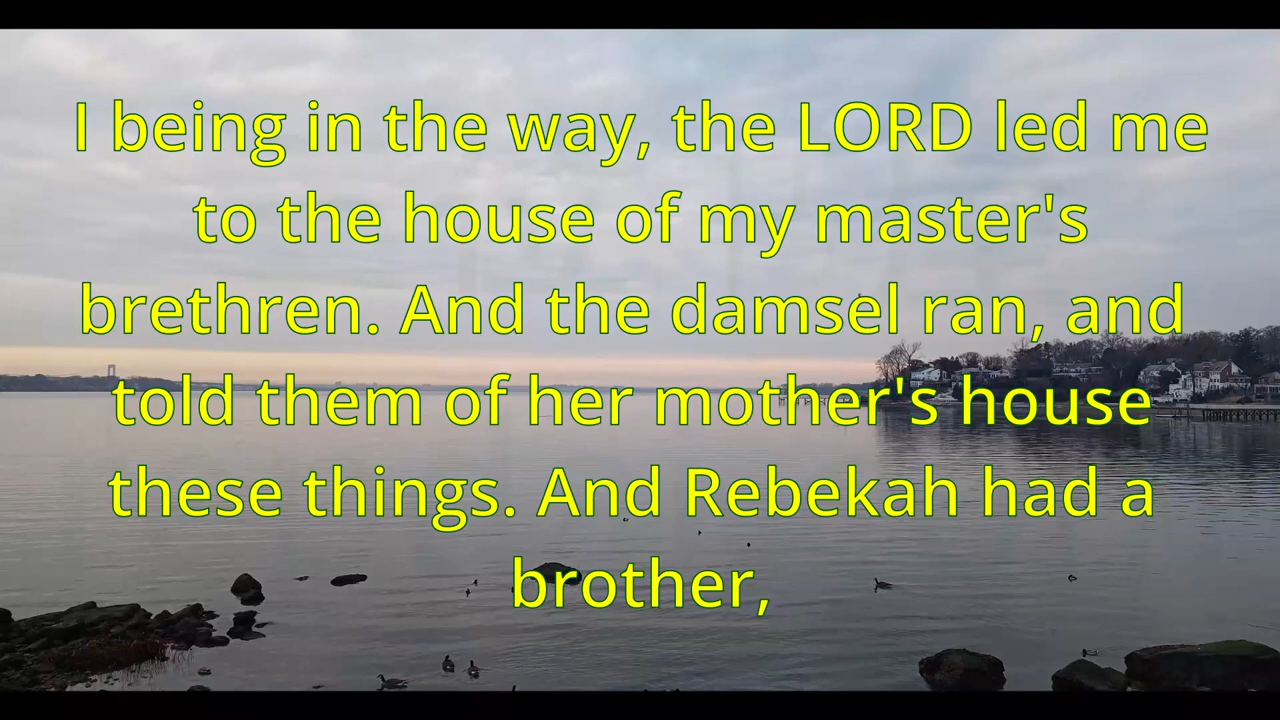 I being in the way, the LORD led me
to the house of my master's
brethren. And the damsel ran, and
told them of her mother's house
these things. And Rebekah had a
brother,